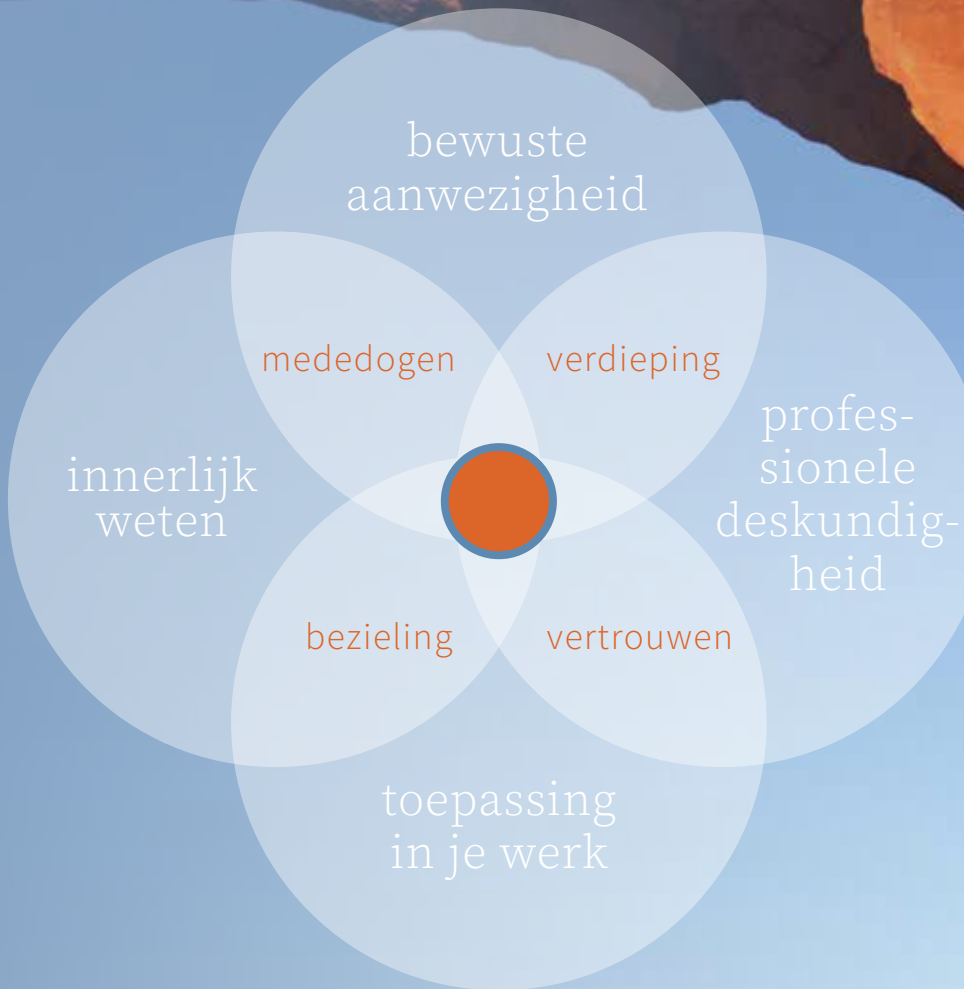 bewuste
aanwezigheid
mededogen
verdieping
innerlijk
weten
profes-
sionele
deskundig-
heid
bezieling
vertrouwen
toepassing
in je werk